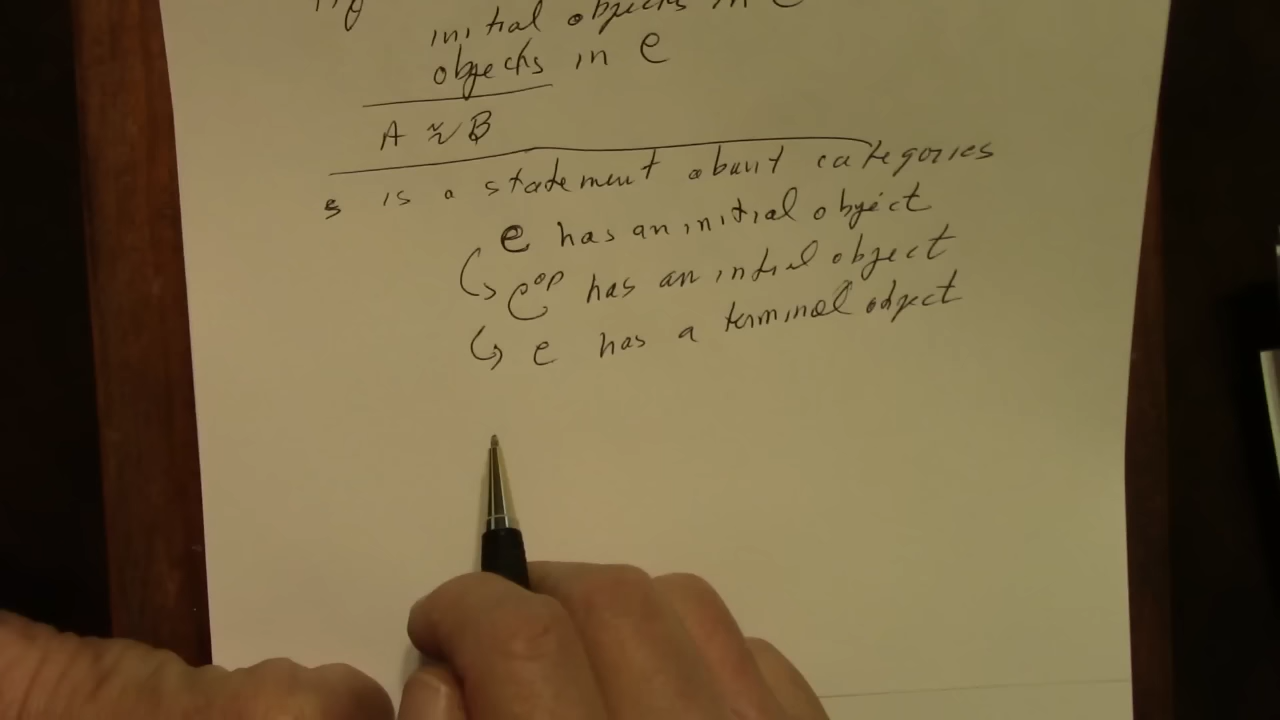 initial objects in C
objects in C
A ≈ B
s is a statement about categories
C has an initial object
C^op has an initial object
C has a terminal object